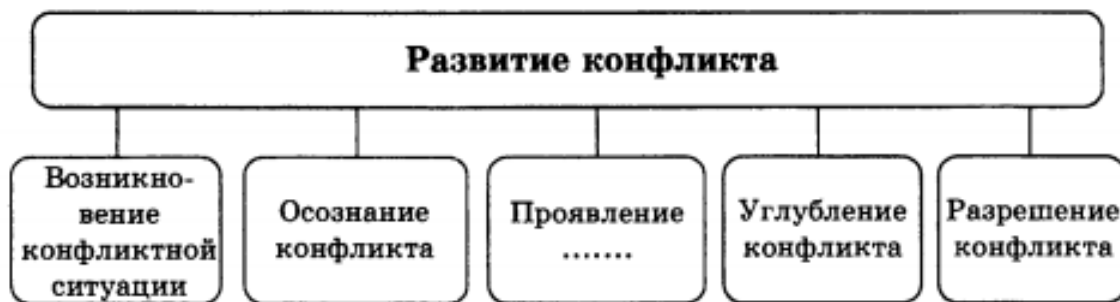 Развитие конфликта
Возникно-
вение
конфликтной
ситуации
Осознание
конфликта
Проявление
.......
Углубление
конфликта
Разрешение
конфликта